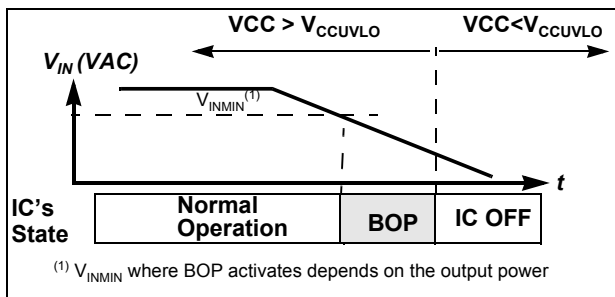 VCC > VCCUVLO VCC<VCCUVLO
VIN (VAC)
VINMIN(1)
t
IC's State
Normal Operation
BOP
IC OFF
(1) VINMIN where BOP activates depends on the output power